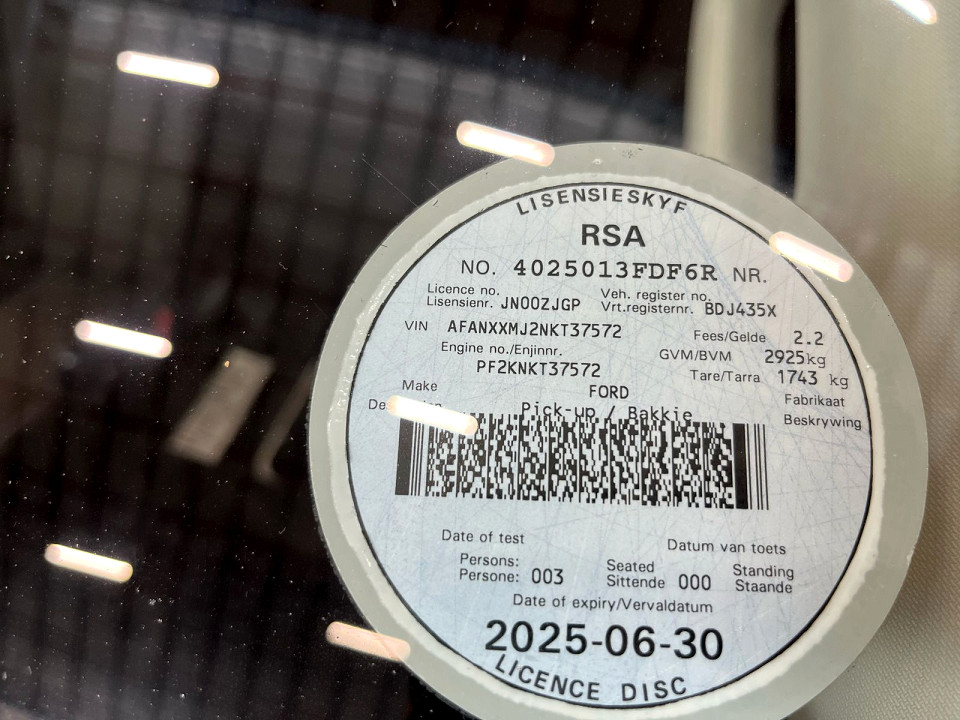 LISENSIESKYF
RSA
NO. 4025013FDF6R NR.
Licence no.
Lisensienr. JN00ZJGP
Veh. register no.
Vrt.registernr. BDJ435X
VIN AFANXXMJ2NKT37572
Fees/Gelde 2.2
Engine no./Enjinnr.
GVM/BVM 2925kg
PF2KNKT37572
Tare/Tarra 1743 kg
Make FORD Fabrikaat
Pick-up / Bakkie Beskrywing
Date of test Datum van toets
Persons:
Persone: 003
Seated
Sittende 000
Standing
Staande
Date of expiry/Vervaldatum
2025-06-30
LICENCE DISC